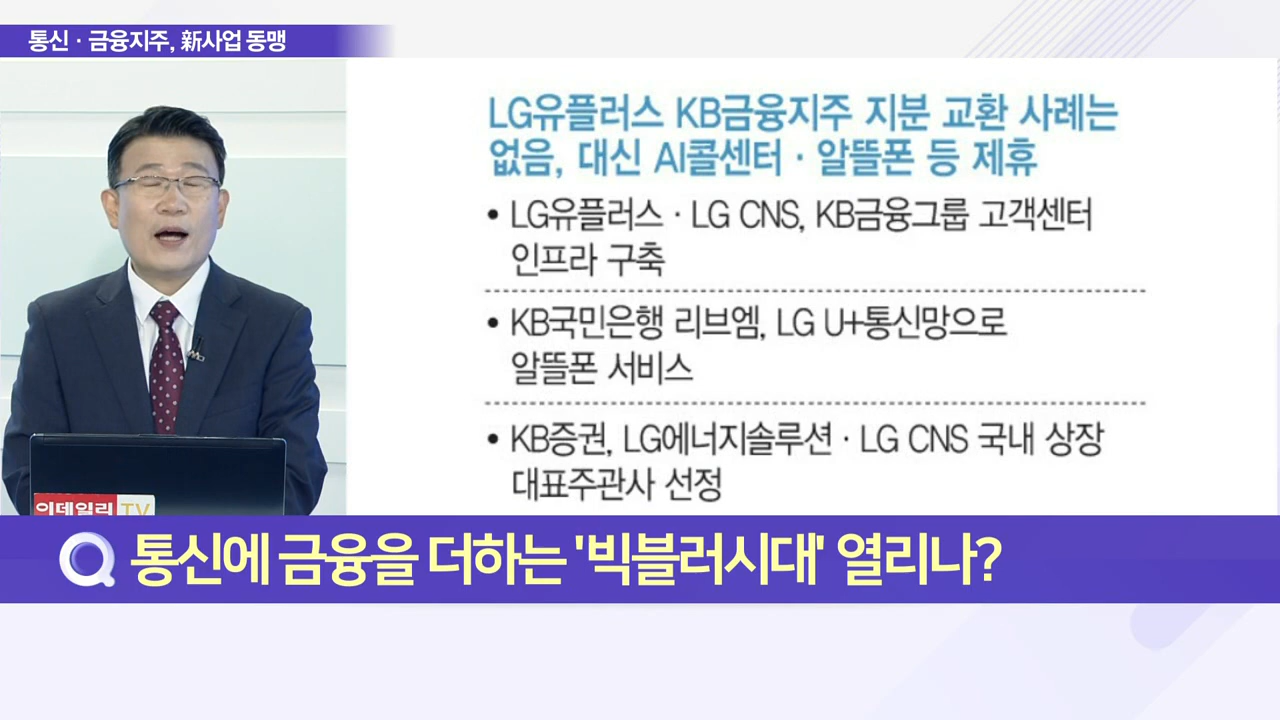 통신·금융지주, 新사업 동맹
LG유플러스 KB금융지주 지분 교환 사례는
없음, 대신 AI콜센터·알뜰폰 등 제휴
• LG유플러스·LG CNS, KB금융그룹 고객센터
인프라 구축
• KB국민은행 리브엠, LG U+통신망으로
알뜰폰 서비스
• KB증권, LG에너지솔루션·LG CNS 국내 상장
대표주관사 선정
이데일리 TV
Q 통신에 금융을 더하는 '빅블러시대' 열리나?